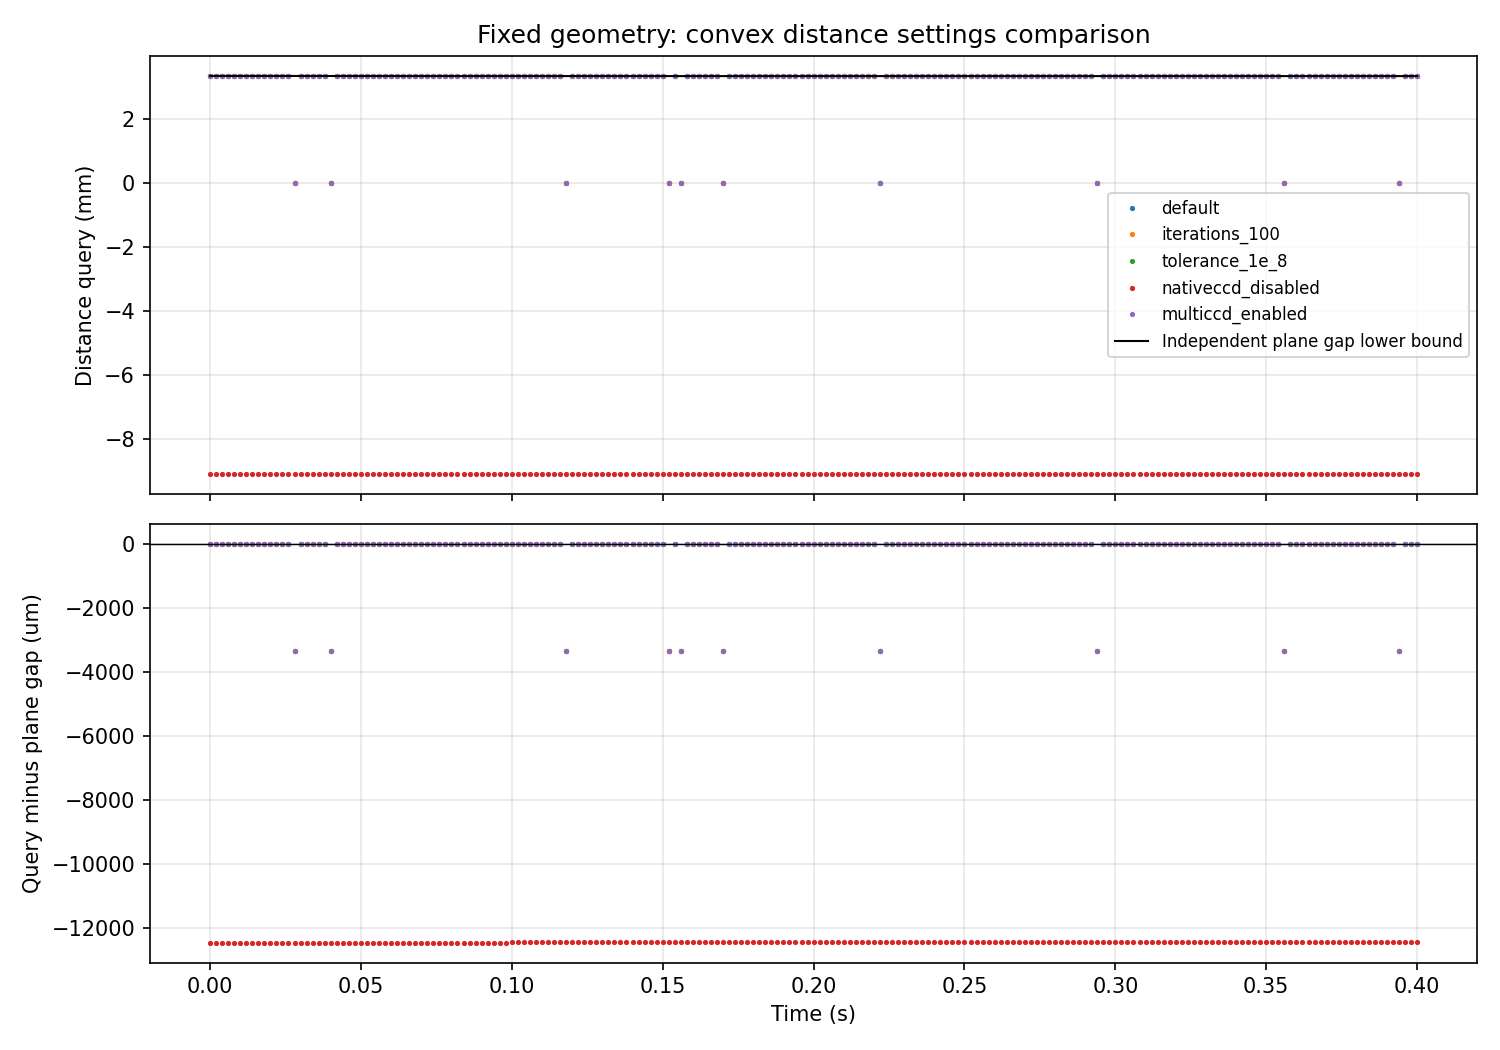 Fixed geometry: convex distance settings comparison
Distance query (mm)
2
0
−2
−4
−6
−8
default
iterations_100
tolerance_1e_8
nativeccd_disabled
multiccd_enabled
Independent plane gap lower bound
Query minus plane gap (um)
0
−2000
−4000
−6000
−8000
−10000
−12000
0.00 0.05 0.10 0.15 0.20 0.25 0.30 0.35 0.40
Time (s)